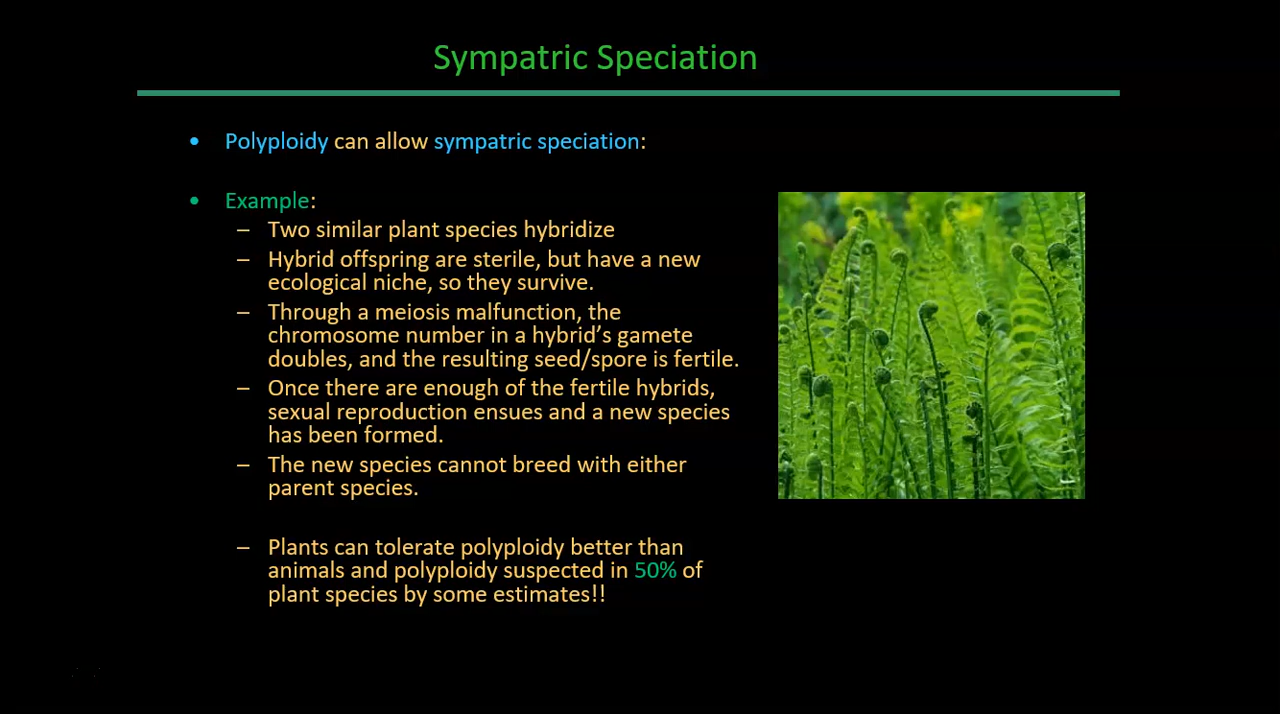 Sympatric Speciation
• Polyploidy can allow sympatric speciation:
• Example:
– Two similar plant species hybridize
– Hybrid offspring are sterile, but have a new
ecological niche, so they survive.
– Through a meiosis malfunction, the
chromosome number in a hybrid’s gamete
doubles, and the resulting seed/spore is fertile.
– Once there are enough of the fertile hybrids,
sexual reproduction ensues and a new species
has been formed.
– The new species cannot breed with either
parent species.
– Plants can tolerate polyploidy better than
animals and polyploidy suspected in 50% of
plant species by some estimates!!